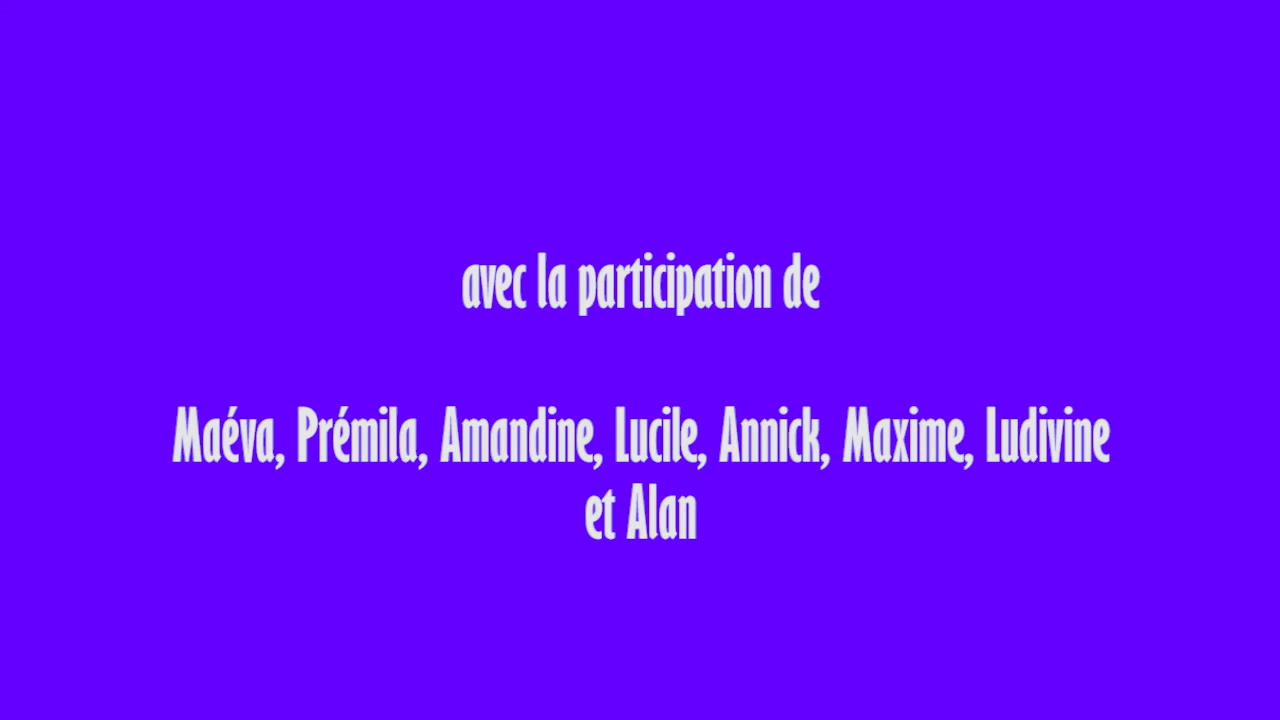 avec la participation de
Maéva, Prémila, Amandine, Lucile, Annick, Maxime, Ludivine
et Alan